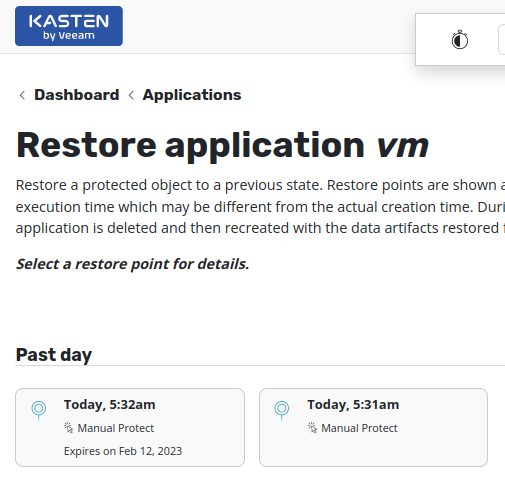 KASTEN
by Veeam
Dashboard
Applications
Restore application vm
Restore a protected object to a previous state. Restore points are shown
execution time which may be different from the actual creation time.
application is deleted and then recreated with the data artifacts restored
Select a restore point for details.
Past day
Today, 5:32am
Manual Protect
Expires on Feb 12, 2023
Today, 5:31am
Manual Protect